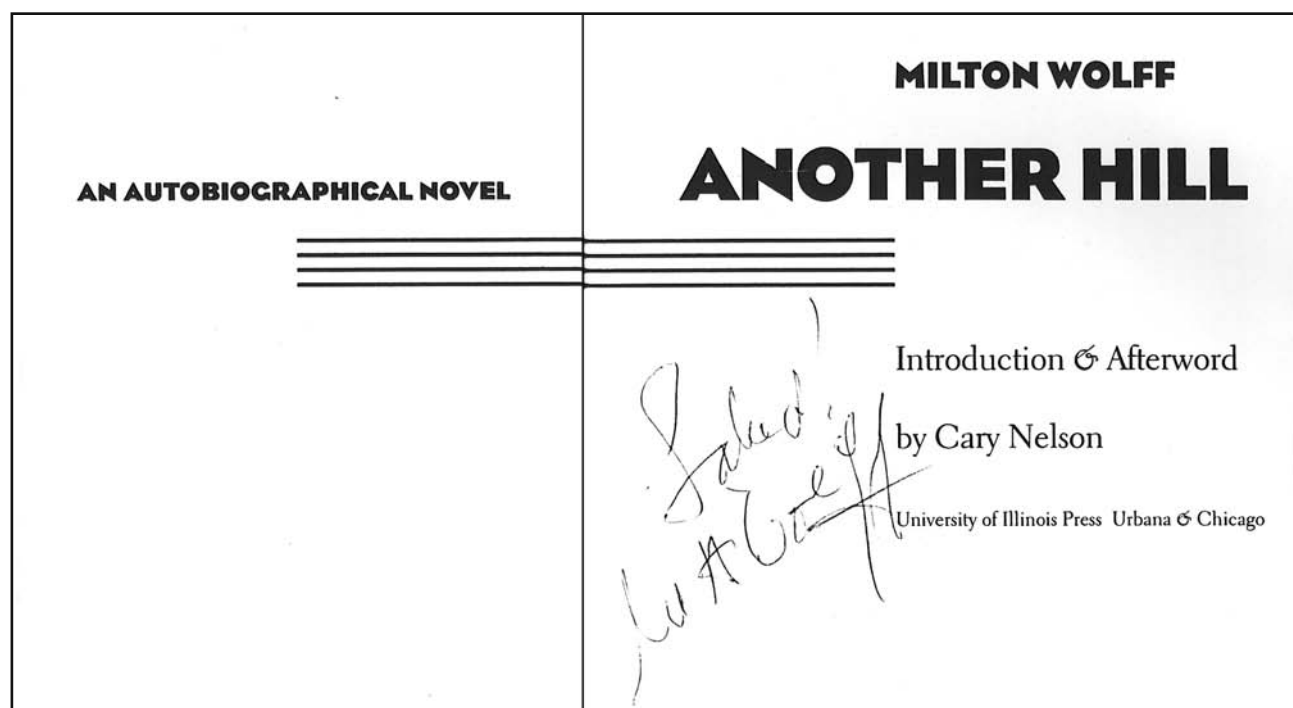 AN AUTOBIOGRAPHICAL NOVEL
MILTON WOLFF
ANOTHER HILL
Introduction & Afterword
by Cary Nelson
University of Illinois Press Urbana & Chicago
Salud!